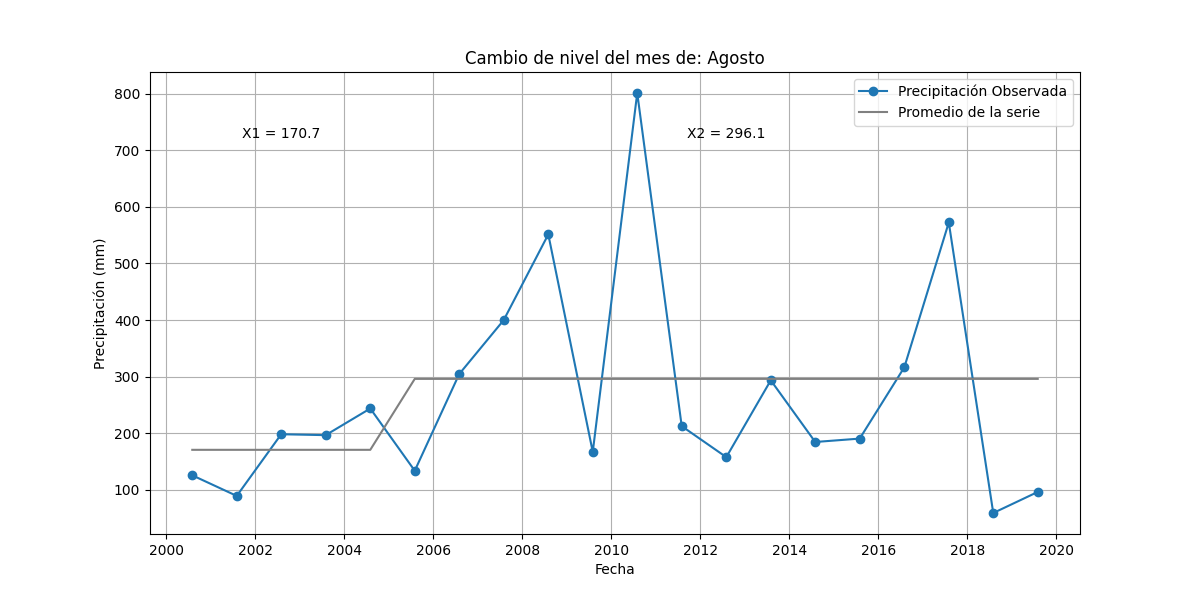 Cambio de nivel del mes de: Agosto
Precipitación Observada
Promedio de la serie
X1 = 170.7
X2 = 296.1
Precipitación (mm)
800
700
600
500
400
300
200
100
2000 2002 2004 2006 2008 2010 2012 2014 2016 2018 2020
Fecha